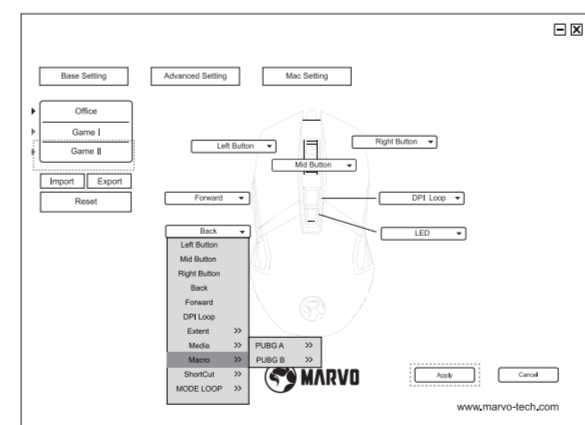 Base Setting
Advanced Setting
Mac Setting
Office
Game Ⅰ
Game Ⅱ
Import
Export
Reset
Left Button
Right Button
Mid Button
Forward
DPI Loop
Back
LED
Left Button
Mid Button
Right Button
Back
Forward
DPI Loop
Extent >>
Media >>
Macro >>
ShortCut >>
MODE LOOP >>
PUBG A >>
PUBG B >>
MARVO
Apply
Cancel
www.marvo-tech.com